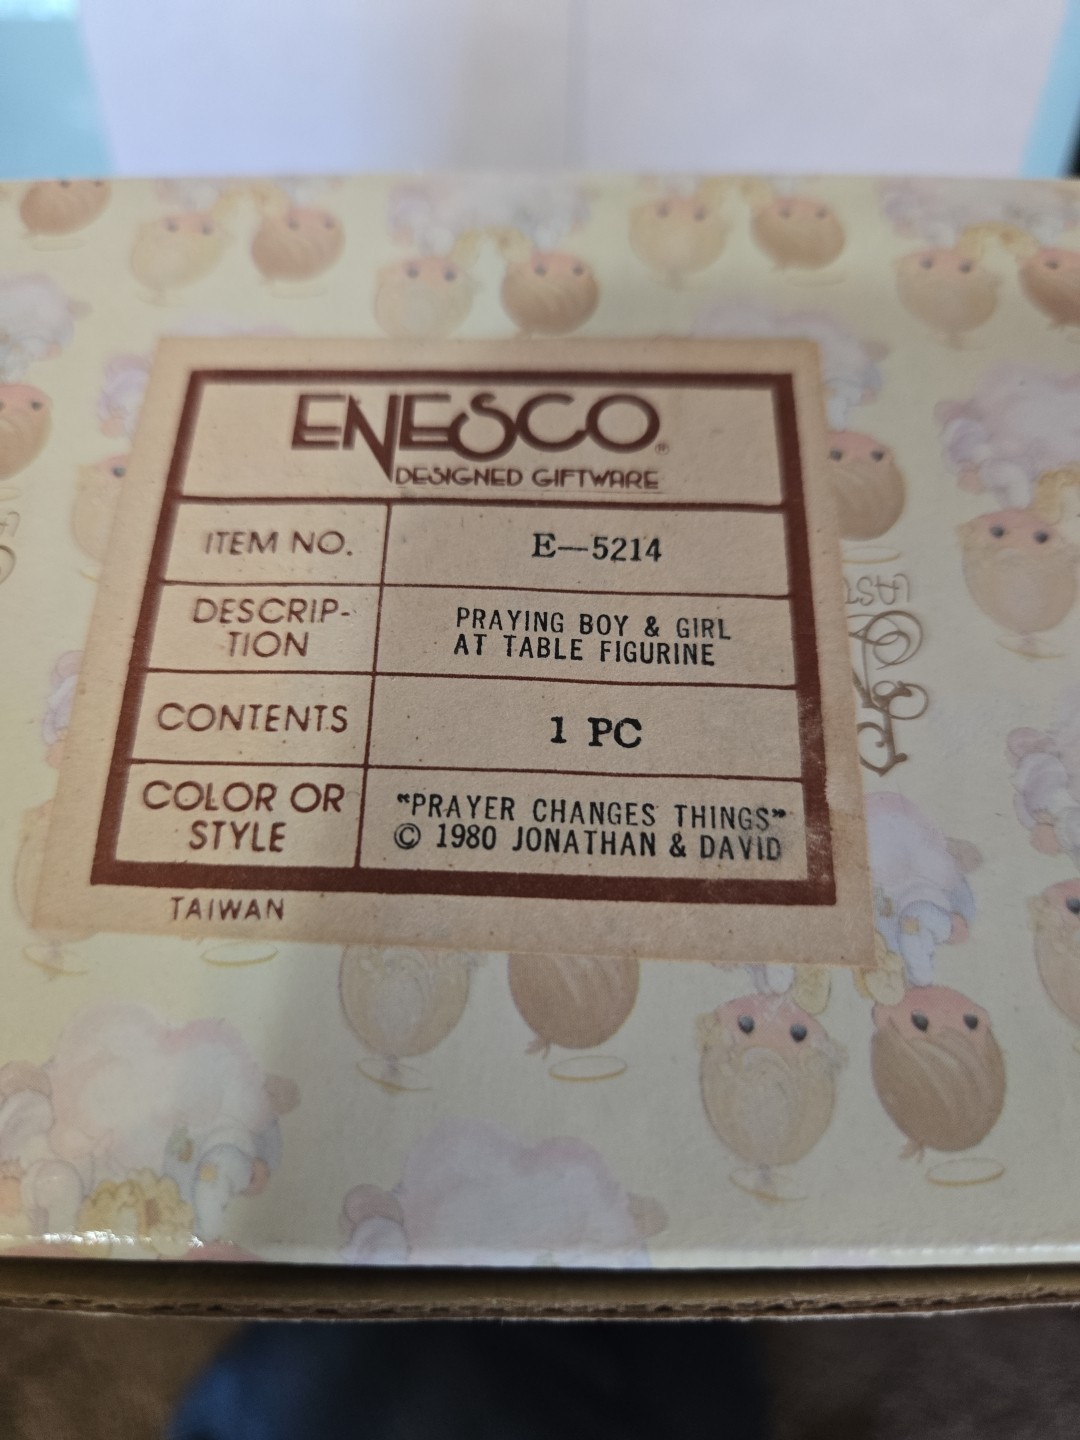 ENESCO®
DESIGNED GIFTWARE
ITEM NO.
E—5214
DESCRIP-
TION
PRAYING BOY & GIRL
AT TABLE FIGURINE
CONTENTS
1 PC
COLOR OR
STYLE
"PRAYER CHANGES THINGS"
© 1980 JONATHAN & DAVID
TAIWAN